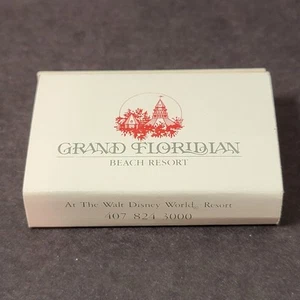 GRAND FLORIDIAN
BEACH RESORT
At The Walt Disney World® Resort
407 824 3000